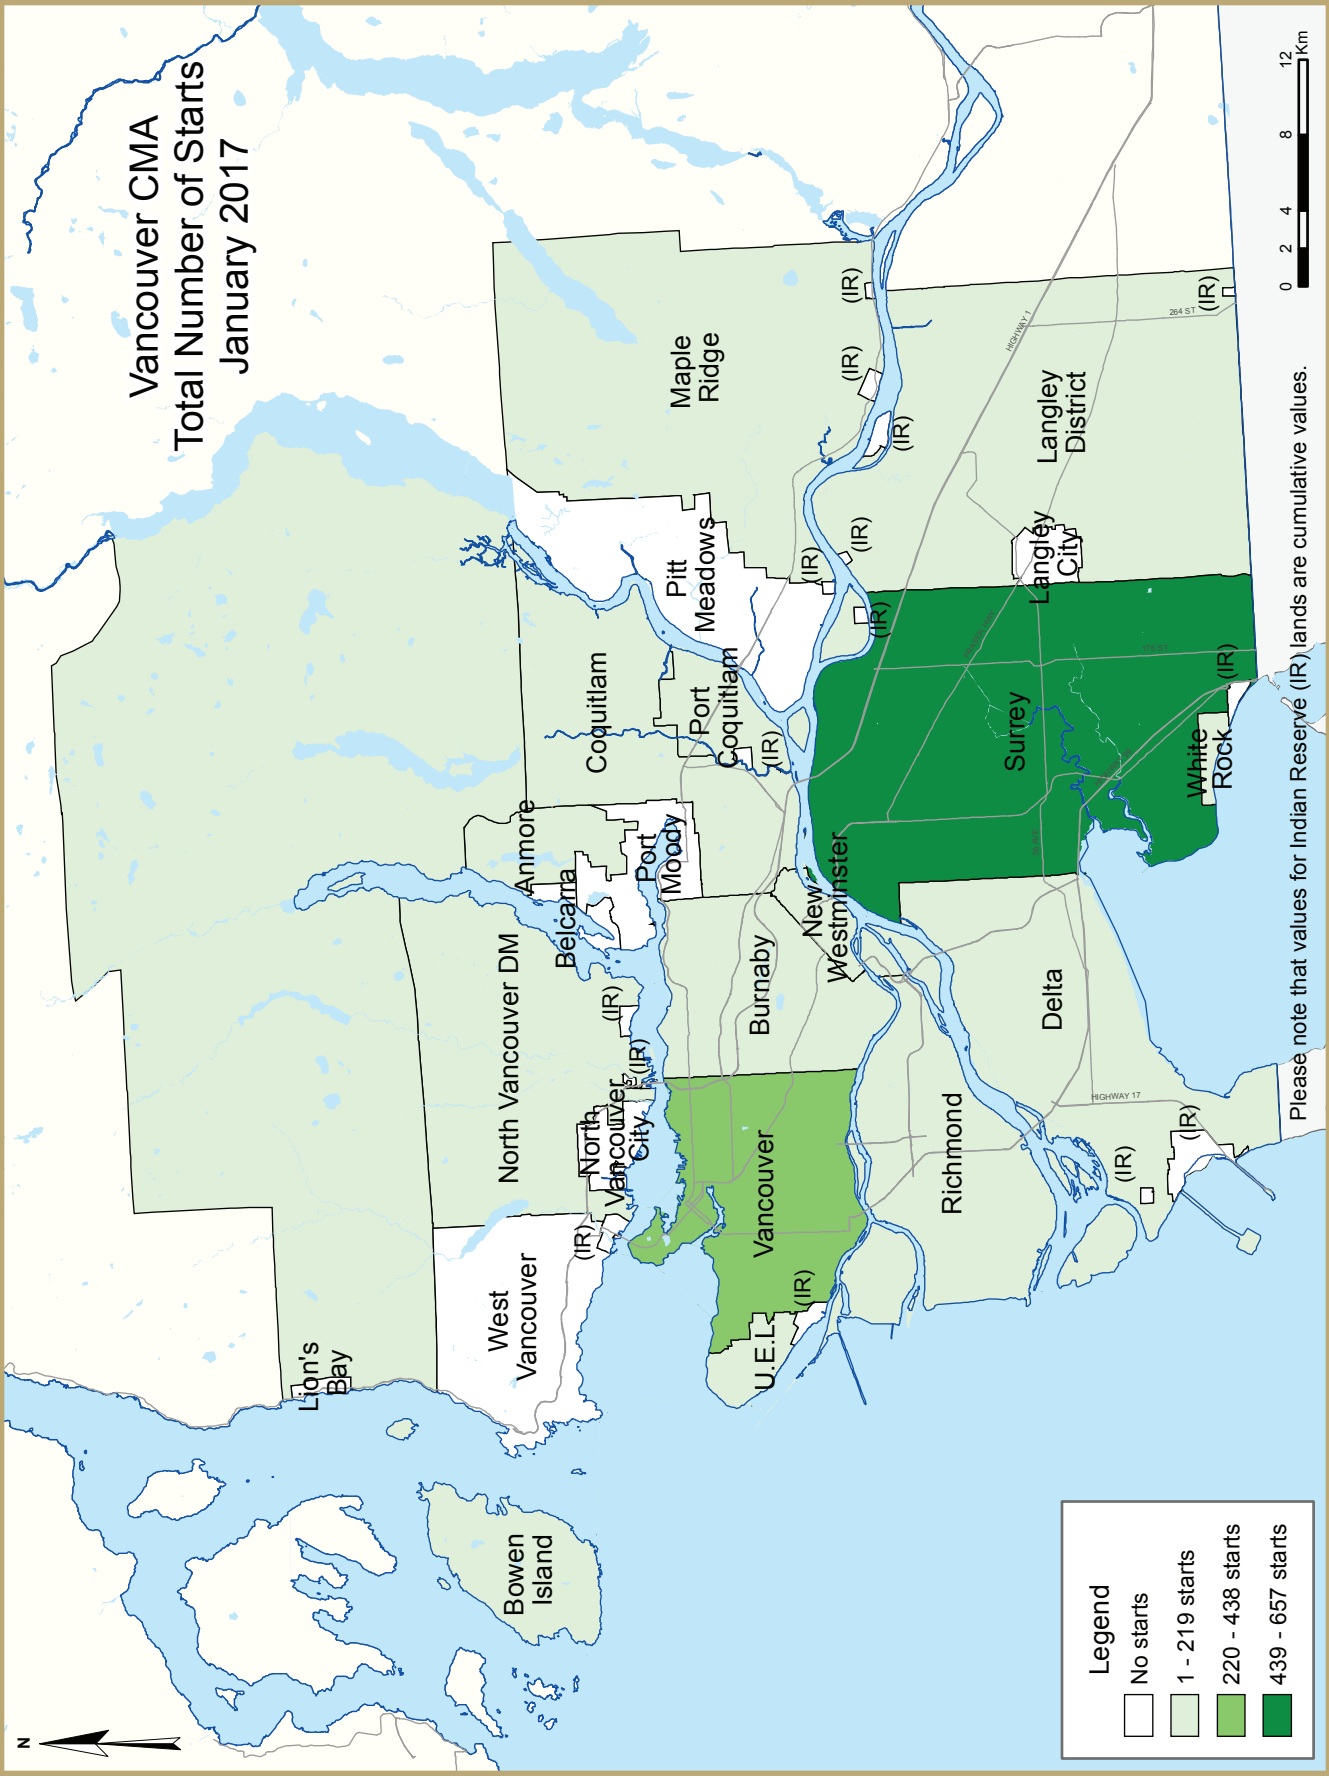 Vancouver CMA
Total Number of Starts
January 2017
N
Lion's
Bay
Bowen
Island
West
Vancouver
North Vancouver DM
North
Vancouver
City
(IR)
(IR)
(IR)
Belcarra
Anmore
Port
Moody
Coquitlam
Port
Coquitlam
(IR)
Pitt
Meadows
Maple
Ridge
(IR)
(IR)
(IR)
(IR)
(IR)
(IR)
U.E.L.
(IR)
Vancouver
Burnaby
New
Westminster
Richmond
Delta
HIGHWAY 17
(IR)
(IR)
Surrey
176 ST
White
Rock
(IR)
Langley
City
Langley
District
HIGHWAY 1
264 ST
(IR)
Legend
No starts
1 - 219 starts
220 - 438 starts
439 - 657 starts
0 2 4 8 12
Km
Please note that values for Indian Reserve (IR) lands are cumulative values.